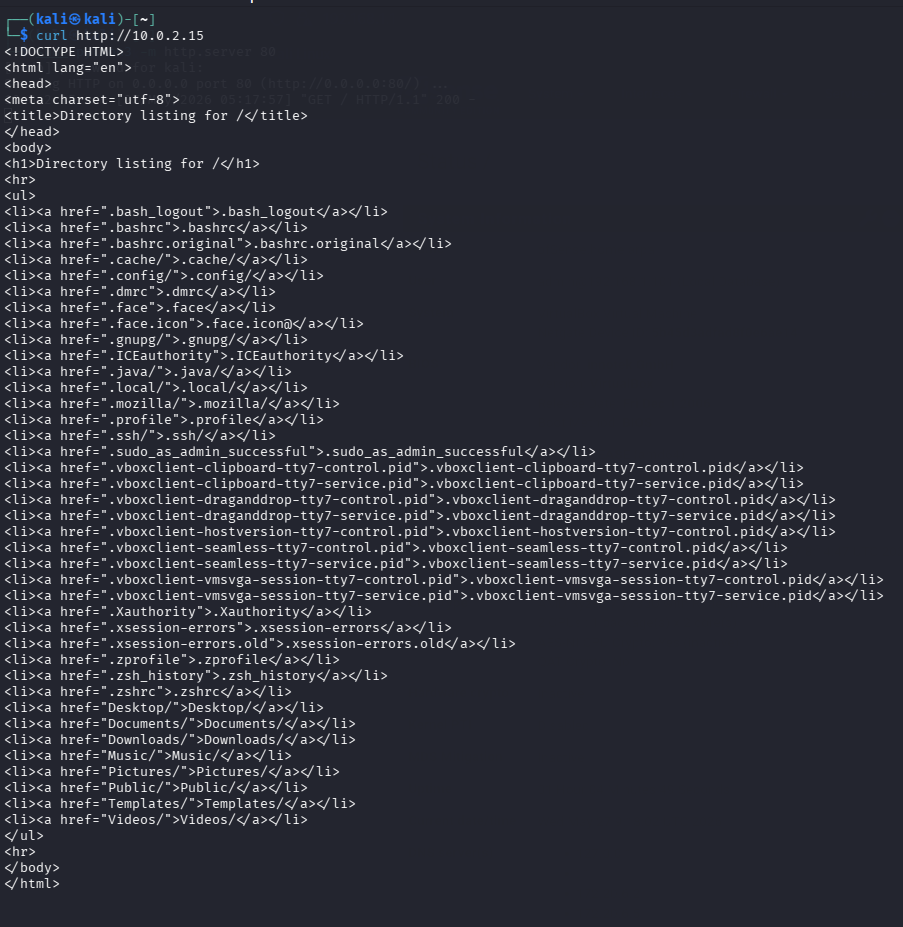 ┌──(kali㉿kali)-[~]
└─$ curl http://10.0.2.15
<!DOCTYPE HTML>
<html lang="en">
<head>
<meta charset="utf-8">
<title>Directory listing for /</title>
</head>
<body>
<h1>Directory listing for /</h1>
<hr>
<ul>
<li><a href=".bash_logout">.bash_logout</a></li>
<li><a href=".bashrc">.bashrc</a></li>
<li><a href=".bashrc.original">.bashrc.original</a></li>
<li><a href=".cache/">.cache/</a></li>
<li><a href=".config/">.config/</a></li>
<li><a href=".dmrc">.dmrc</a></li>
<li><a href=".face">.face</a></li>
<li><a href=".face.icon">.face.icon@</a></li>
<li><a href=".gnupg/">.gnupg/</a></li>
<li><a href=".ICEauthority">.ICEauthority</a></li>
<li><a href=".java/">.java/</a></li>
<li><a href=".local/">.local/</a></li>
<li><a href=".mozilla/">.mozilla/</a></li>
<li><a href=".profile">.profile</a></li>
<li><a href=".ssh/">.ssh/</a></li>
<li><a href=".sudo_as_admin_successful">.sudo_as_admin_successful</a></li>
<li><a href=".vboxclient-clipboard-tty7-control.pid">.vboxclient-clipboard-tty7-control.pid</a></li>
<li><a href=".vboxclient-clipboard-tty7-service.pid">.vboxclient-clipboard-tty7-service.pid</a></li>
<li><a href=".vboxclient-draganddrop-tty7-control.pid">.vboxclient-draganddrop-tty7-control.pid</a></li>
<li><a href=".vboxclient-draganddrop-tty7-service.pid">.vboxclient-draganddrop-tty7-service.pid</a></li>
<li><a href=".vboxclient-hostversion-tty7-control.pid">.vboxclient-hostversion-tty7-control.pid</a></li>
<li><a href=".vboxclient-seamless-tty7-control.pid">.vboxclient-seamless-tty7-control.pid</a></li>
<li><a href=".vboxclient-seamless-tty7-service.pid">.vboxclient-seamless-tty7-service.pid</a></li>
<li><a href=".vboxclient-vmsvga-session-tty7-control.pid">.vboxclient-vmsvga-session-tty7-control.pid</a></li>
<li><a href=".vboxclient-vmsvga-session-tty7-service.pid">.vboxclient-vmsvga-session-tty7-service.pid</a></li>
<li><a href=".Xauthority">.Xauthority</a></li>
<li><a href=".xsession-errors">.xsession-errors</a></li>
<li><a href=".xsession-errors.old">.xsession-errors.old</a></li>
<li><a href=".zprofile">.zprofile</a></li>
<li><a href=".zsh_history">.zsh_history</a></li>
<li><a href=".zshrc">.zshrc</a></li>
<li><a href="Desktop/">Desktop/</a></li>
<li><a href="Documents/">Documents/</a></li>
<li><a href="Downloads/">Downloads/</a></li>
<li><a href="Music/">Music/</a></li>
<li><a href="Pictures/">Pictures/</a></li>
<li><a href="Public/">Public/</a></li>
<li><a href="Templates/">Templates/</a></li>
<li><a href="Videos/">Videos/</a></li>
</ul>
<hr>
</body>
</html>